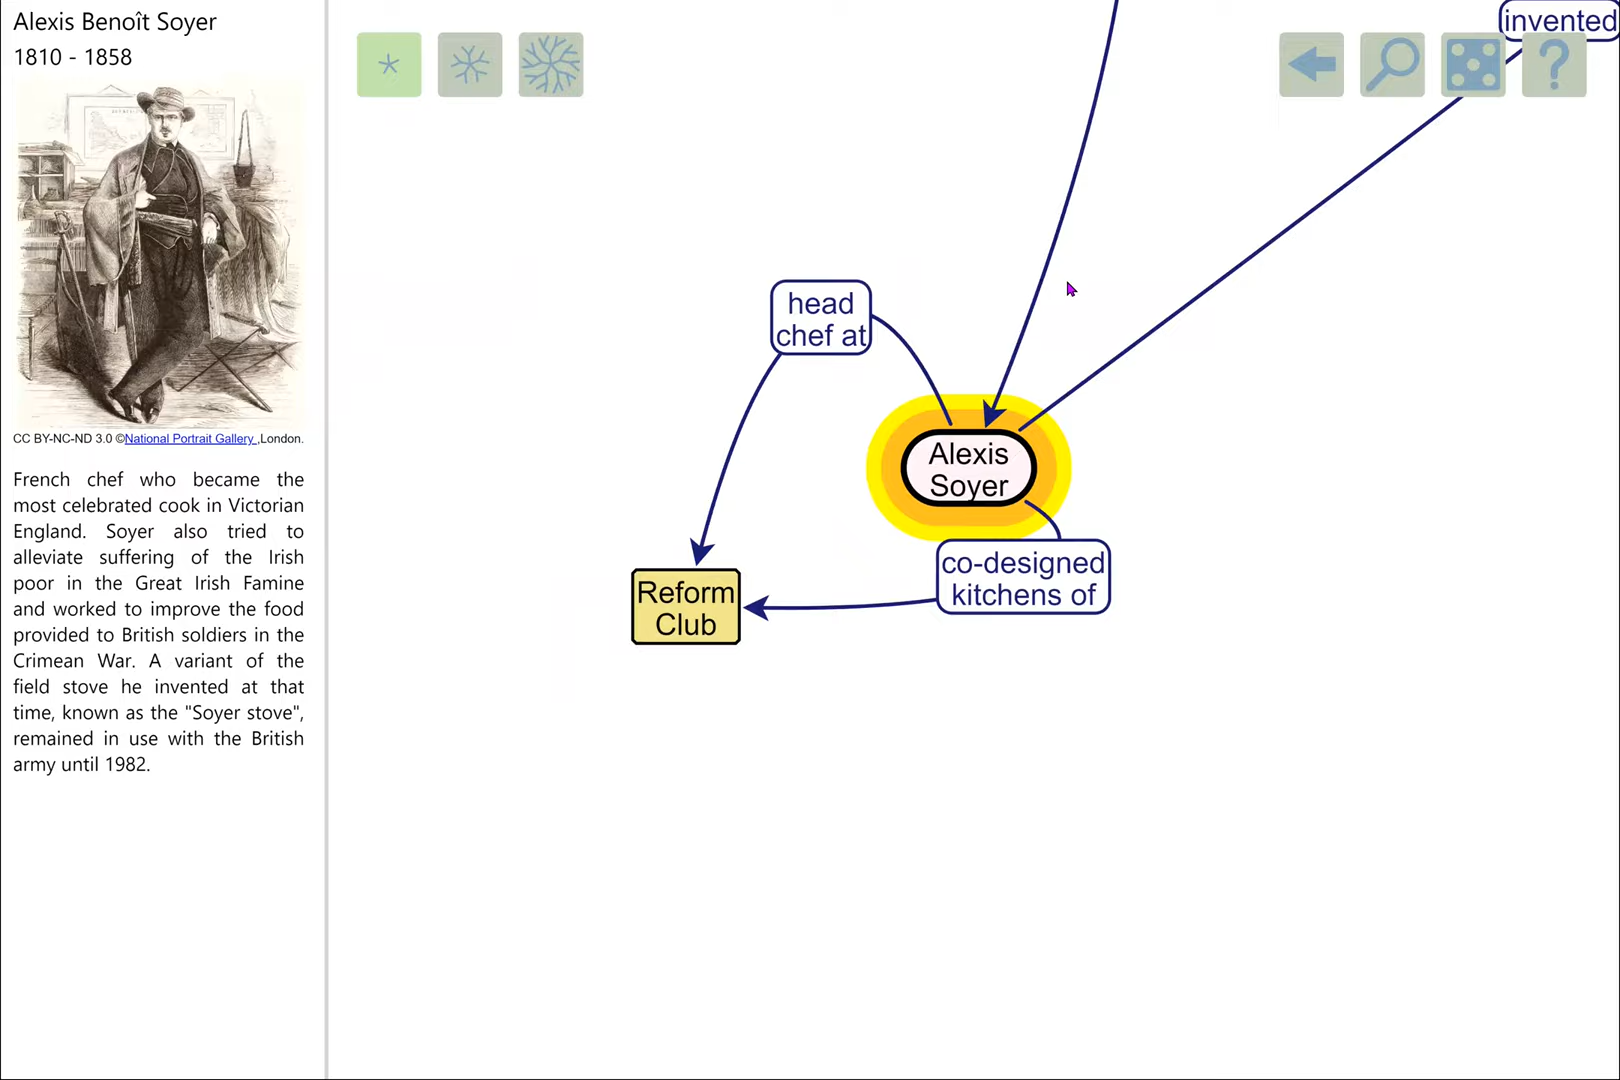 Alexis Benoît Soyer
1810 - 1858
CC BY-NC-ND 3.0 ©National Portrait Gallery ,London.
French chef who became the
most celebrated cook in Victorian
England. Soyer also tried to
alleviate suffering of the Irish
poor in the Great Irish Famine
and worked to improve the food
provided to British soldiers in the
Crimean War. A variant of the
field stove he invented at that
time, known as the "Soyer stove",
remained in use with the British
army until 1982.
invented
?
head
chef at
Alexis
Soyer
co-designed
kitchens of
Reform
Club